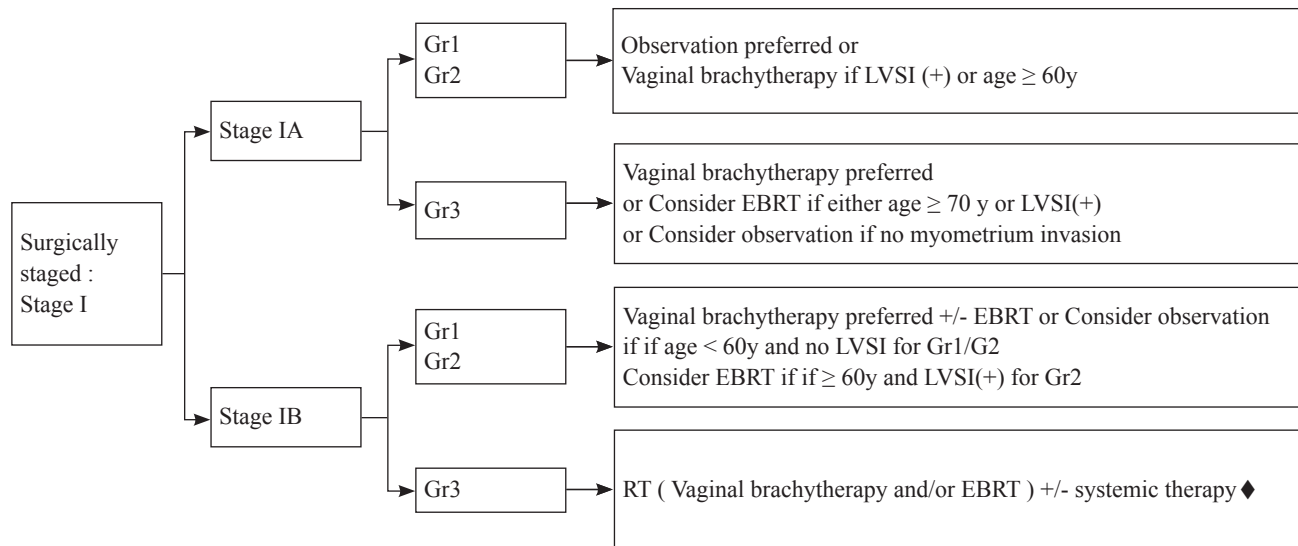 Surgically
staged :
Stage I
Stage IA
Gr1
Gr2
Observation preferred or
Vaginal brachytherapy if LVSI (+) or age ≥ 60y
Gr3
Vaginal brachytherapy preferred
or Consider EBRT if either age ≥ 70 y or LVSI(+)
or Consider observation if no myometrium invasion
Stage IB
Gr1
Gr2
Vaginal brachytherapy preferred +/- EBRT or Consider observation
if if age < 60y and no LVSI for Gr1/G2
Consider EBRT if if ≥ 60y and LVSI(+) for Gr2
Gr3
RT ( Vaginal brachytherapy and/or EBRT ) +/- systemic therapy ♦